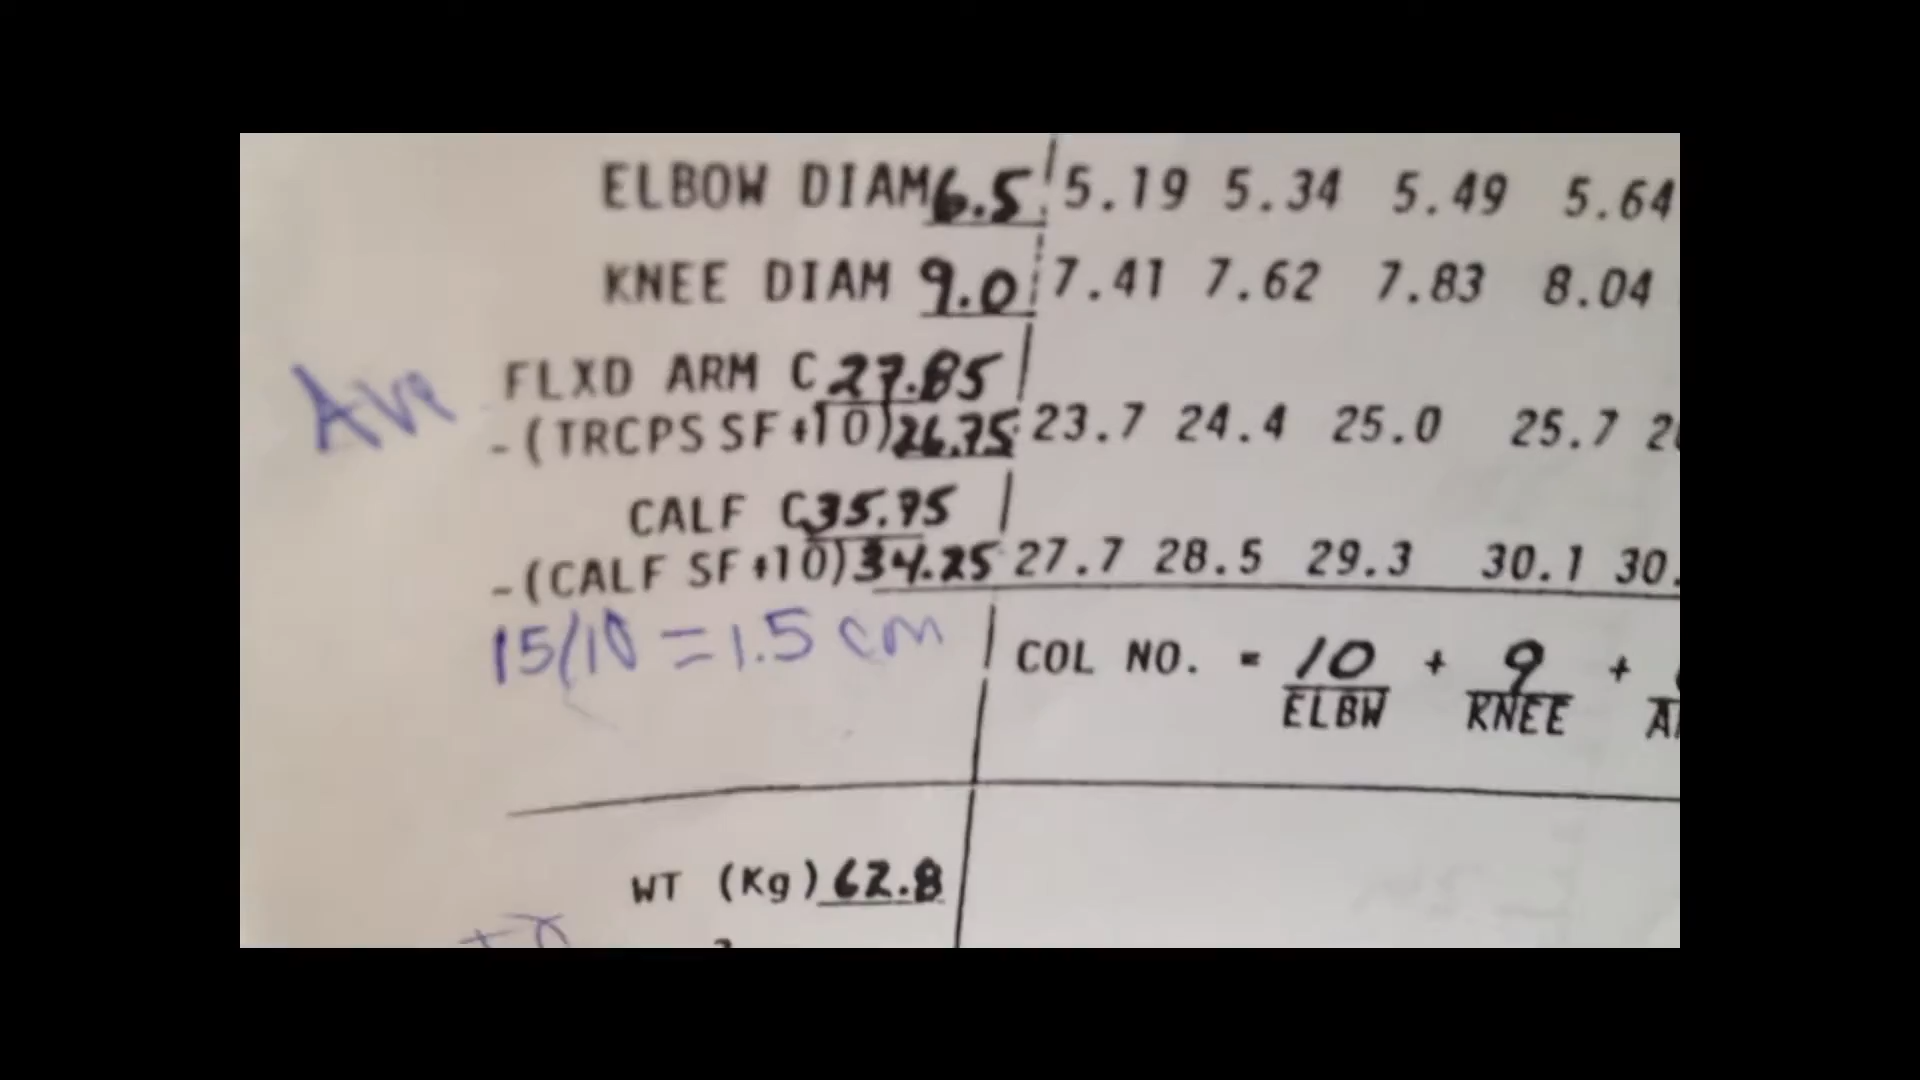 ELBOW DIAM 6.5 5.19 5.34 5.49 5.64
KNEE DIAM 9.0 7.41 7.62 7.83 8.04
Ave FLXD ARM C 27.85
-(TRCPS SF+10) 26.75 23.7 24.4 25.0 25.7
CALF C 35.75
-(CALF SF+10) 34.25 27.7 28.5 29.3 30.1 30.
15/10 = 1.5 cm
COL NO. = 10 + 9 +
ELBW KNEE
WT (Kg) 62.8